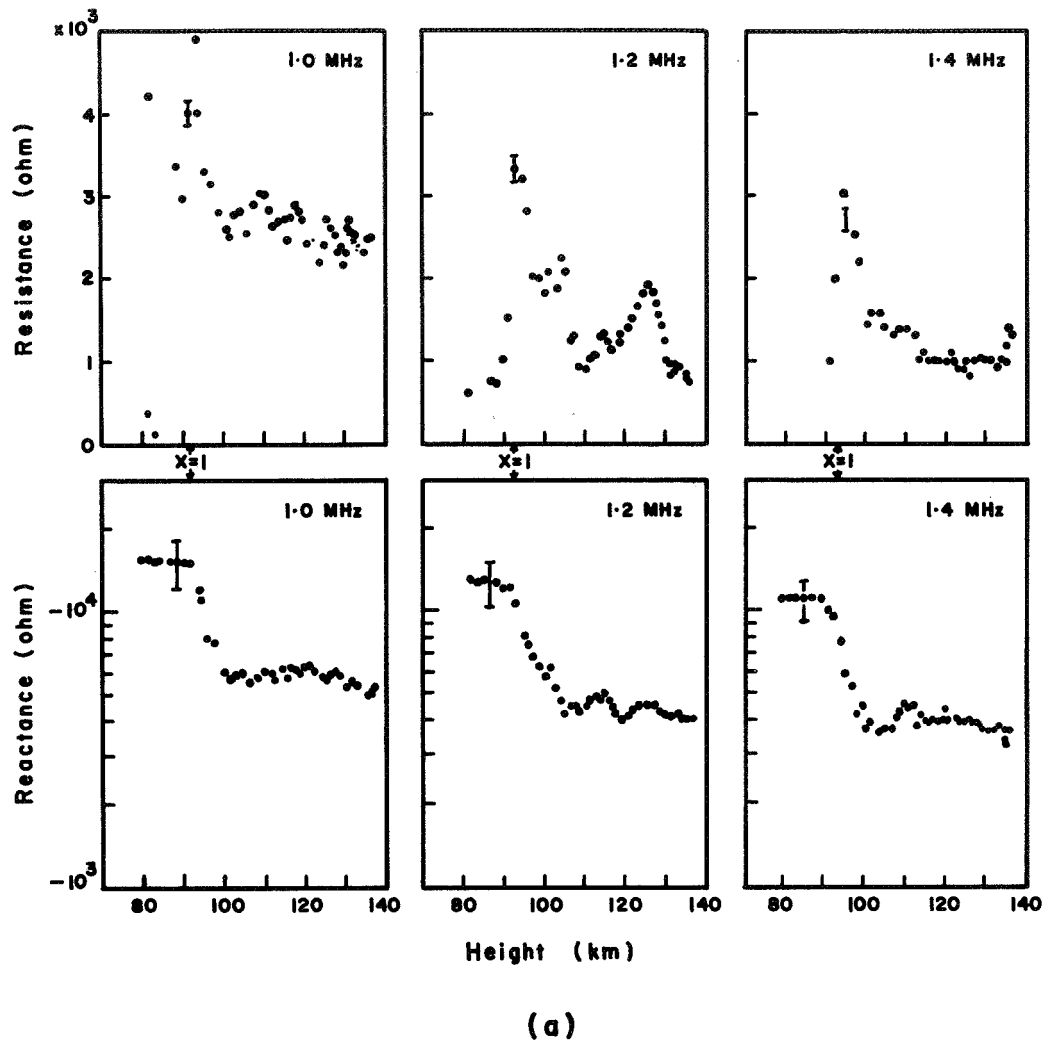 ×10³
1·0 MHz
1·2 MHz
1·4 MHz
4
3
2
1
0
Resistance (ohm)
X=1
X=1
X=1
1·0 MHz
1·2 MHz
1·4 MHz
-10⁴
-10³
Reactance (ohm)
80 100 120 140
80 100 120 140
80 100 120 140
Height (km)
(a)